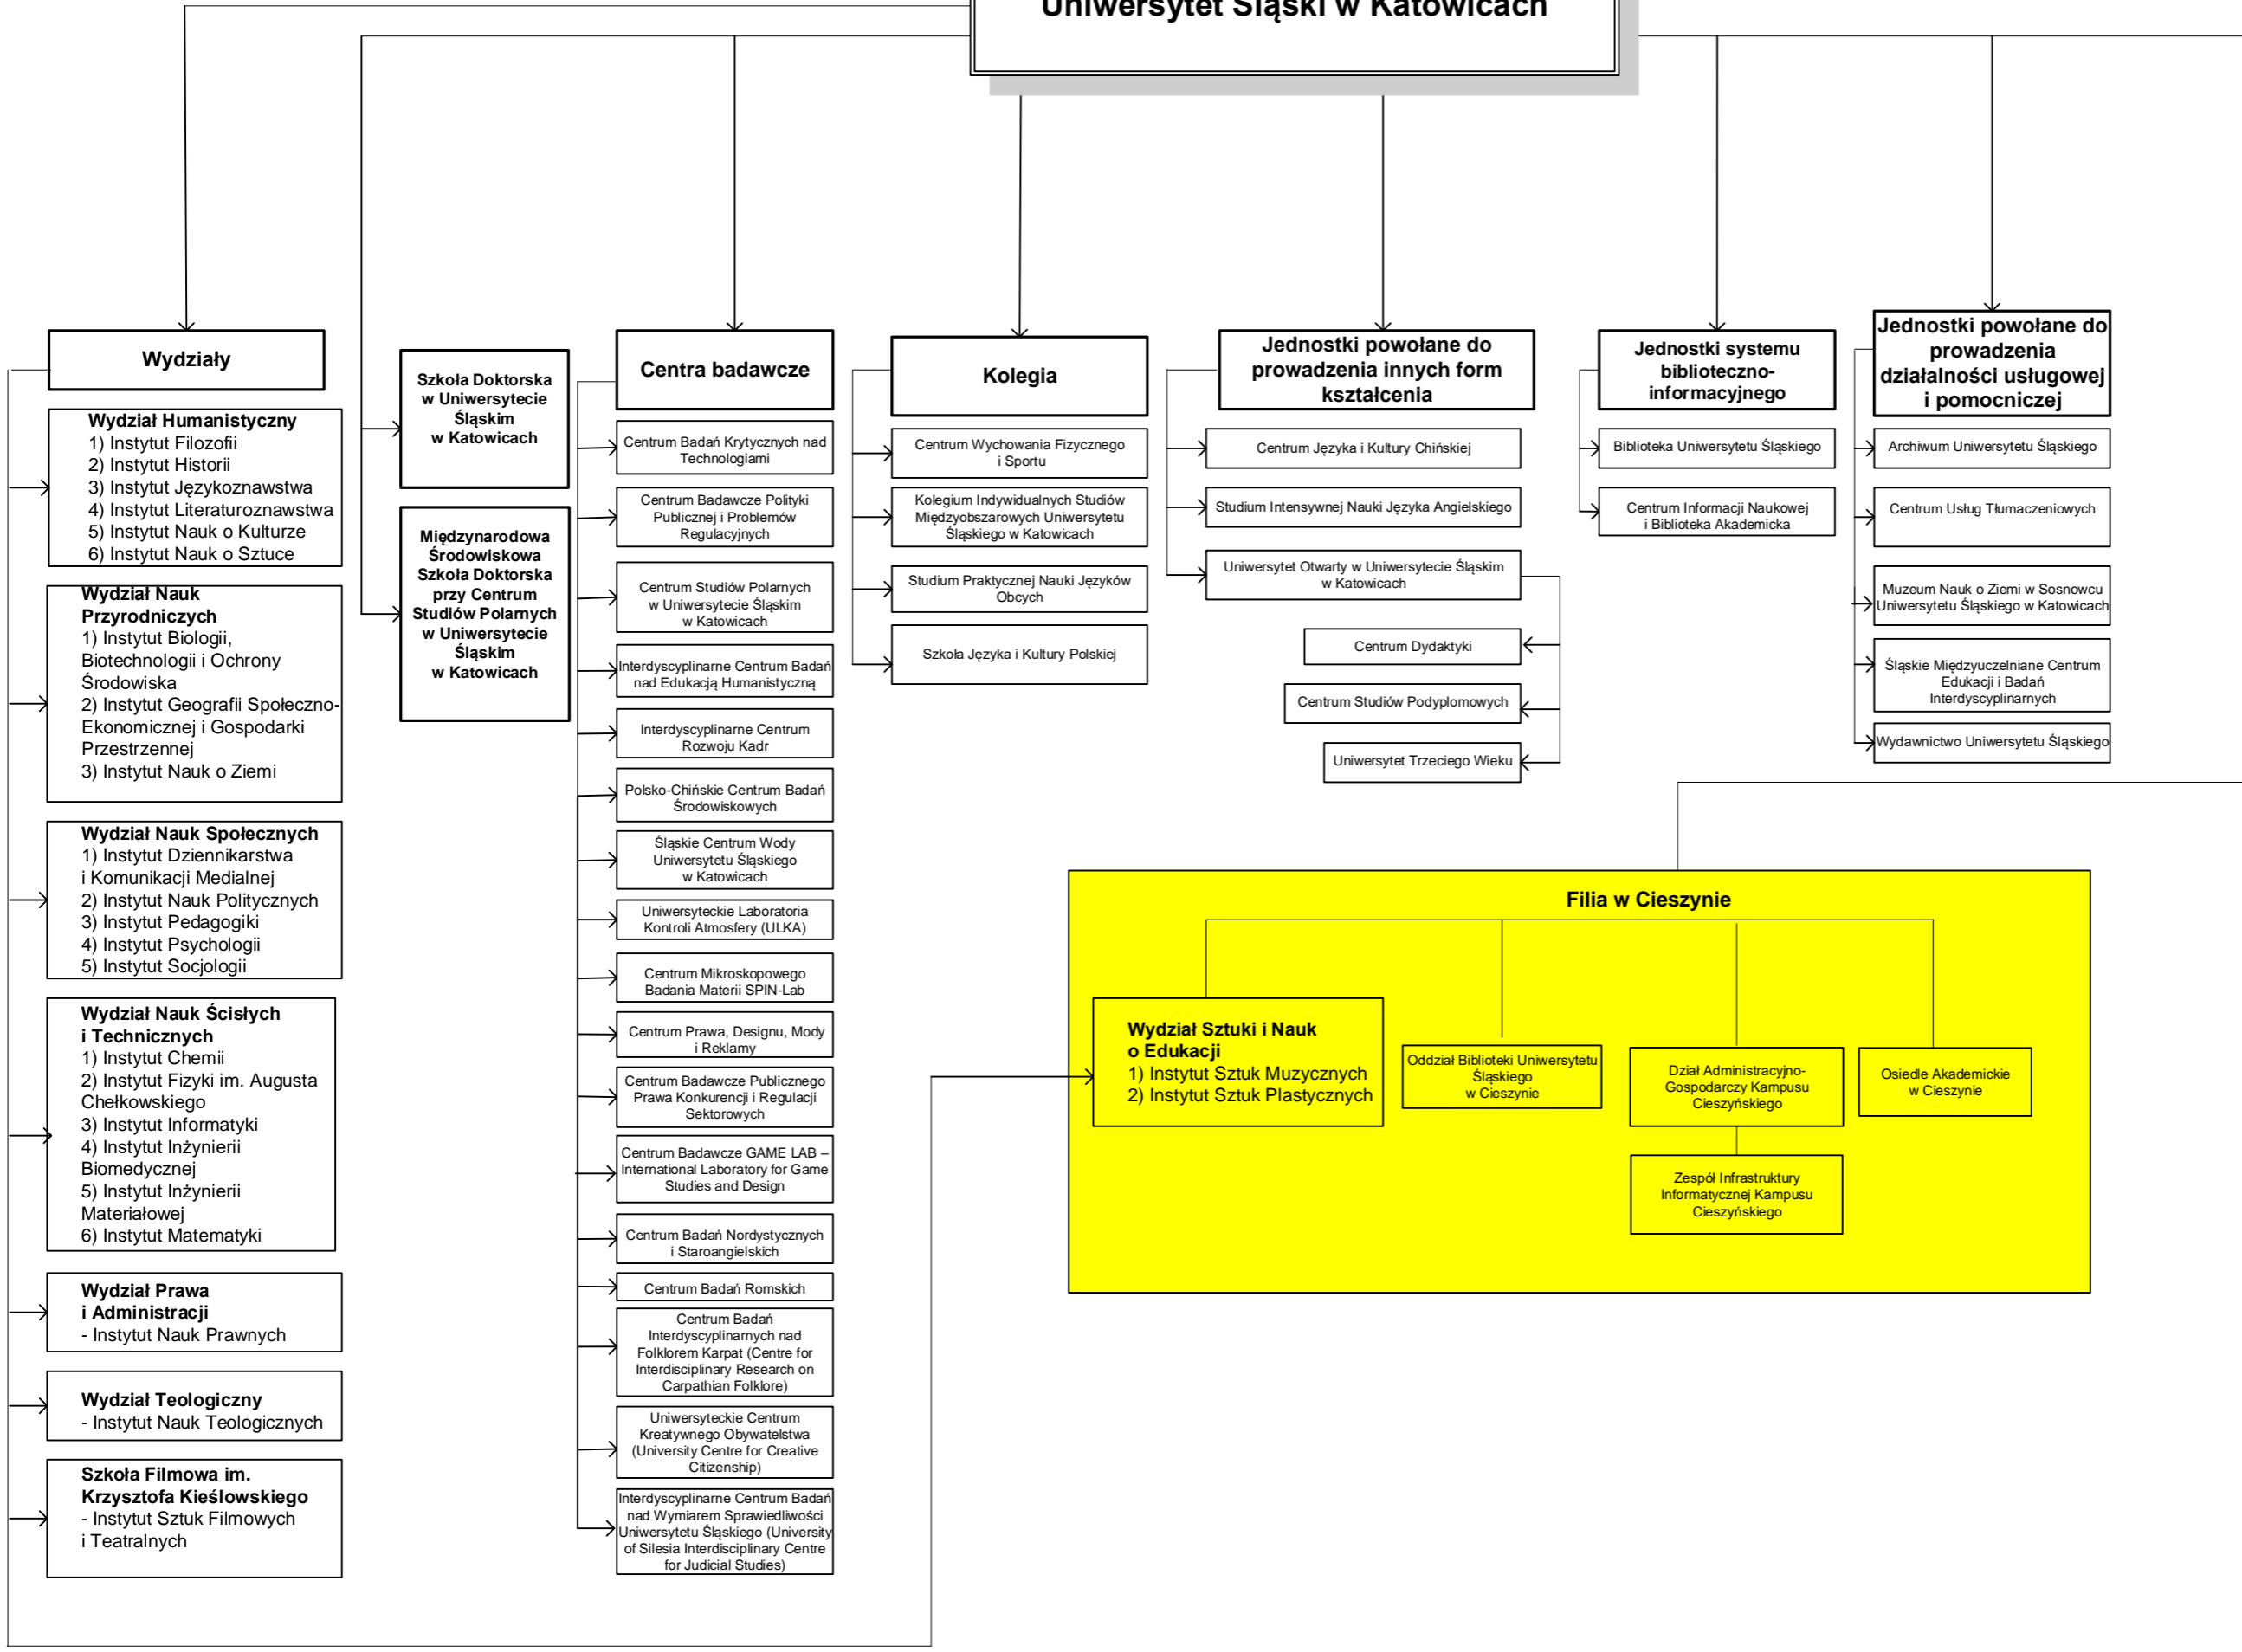 Uniwersytet Śląski w Katowicach
Wydziały
Wydział Humanistyczny
1) Instytut Filozofii
2) Instytut Historii
3) Instytut Językoznawstwa
4) Instytut Literaturoznawstwa
5) Instytut Nauk o Kulturze
6) Instytut Nauk o Sztuce
Wydział Nauk
Przyrodniczych
1) Instytut Biologii,
Biotechnologii i Ochrony
Środowiska
2) Instytut Geografii Społeczno-
Ekonomicznej i Gospodarki
Przestrzennej
3) Instytut Nauk o Ziemi
Wydział Nauk Społecznych
1) Instytut Dziennikarstwa
i Komunikacji Medialnej
2) Instytut Nauk Politycznych
3) Instytut Pedagogiki
4) Instytut Psychologii
5) Instytut Socjologii
Wydział Nauk Ścisłych
i Technicznych
1) Instytut Chemii
2) Instytut Fizyki im. Augusta
Chełkowskiego
3) Instytut Informatyki
4) Instytut Inżynierii
Biomedycznej
5) Instytut Inżynierii
Materiałowej
6) Instytut Matematyki
Wydział Prawa
i Administracji
- Instytut Nauk Prawnych
Wydział Teologiczny
- Instytut Nauk Teologicznych
Szkoła Filmowa im.
Krzysztofa Kieślowskiego
- Instytut Sztuk Filmowych
i Teatralnych
Szkoła Doktorska
w Uniwersytecie
Śląskim
w Katowicach
Międzynarodowa
Środowiskowa
Szkoła Doktorska
przy Centrum
Studiów Polarnych
w Uniwersytecie
Śląskim
w Katowicach
Centra badawcze
Centrum Badań Krytycznych nad
Technologiami
Centrum Badawcze Polityki
Publicznej i Problemów
Regulacyjnych
Centrum Studiów Polarnych
w Uniwersytecie Śląskim
w Katowicach
Interdyscyplinarne Centrum Badań
nad Edukacją Humanistyczną
Interdyscyplinarne Centrum
Rozwoju Kadr
Polsko-Chińskie Centrum Badań
Środowiskowych
Śląskie Centrum Wody
Uniwersytetu Śląskiego
w Katowicach
Uniwersyteckie Laboratoria
Kontroli Atmosfery (ULKA)
Centrum Mikroskopowego
Badania Materii SPIN-Lab
Centrum Prawa, Designu, Mody
i Reklamy
Centrum Badawcze Publicznego
Prawa Konkurencji i Regulacji
Sektorowych
Centrum Badawcze GAME LAB –
International Laboratory for Game
Studies and Design
Centrum Badań Nordystycznych
i Staroangielskich
Centrum Badań Romskich
Centrum Badań
Interdyscyplinarnych nad
Folklorem Karpat (Centre for
Interdisciplinary Research on
Carpathian Folklore)
Uniwersyteckie Centrum
Kreatywnego Obywatelstwa
(University Centre for Creative
Citizenship)
Interdyscyplinarne Centrum Badań
nad Wymiarem Sprawiedliwości
Uniwersytetu Śląskiego (University
of Silesia Interdisciplinary Centre
for Judicial Studies)
Kolegia
Centrum Wychowania Fizycznego
i Sportu
Kolegium Indywidualnych Studiów
Międzyobszarowych Uniwersytetu
Śląskiego w Katowicach
Studium Praktycznej Nauki Języków
Obcych
Szkoła Języka i Kultury Polskiej
Jednostki powołane do
prowadzenia innych form
kształcenia
Centrum Języka i Kultury Chińskiej
Studium Intensywnej Nauki Języka Angielskiego
Uniwersytet Otwarty w Uniwersytecie Śląskim
w Katowicach
Centrum Dydaktyki
Centrum Studiów Podyplomowych
Uniwersytet Trzeciego Wieku
Jednostki systemu
biblioteczno-
informacyjnego
Biblioteka Uniwersytetu Śląskiego
Centrum Informacji Naukowej
i Biblioteka Akademicka
Jednostki powołane do
prowadzenia
działalności usługowej
i pomocniczej
Archiwum Uniwersytetu Śląskiego
Centrum Usług Tłumaczeniowych
Muzeum Nauk o Ziemi w Sosnowcu
Uniwersytetu Śląskiego w Katowicach
Śląskie Międzyuczelniane Centrum
Edukacji i Badań
Interdyscyplinarnych
Wydawnictwo Uniwersytetu Śląskiego
Filia w Cieszynie
Wydział Sztuki i Nauk
o Edukacji
1) Instytut Sztuk Muzycznych
2) Instytut Sztuk Plastycznych
Oddział Biblioteki Uniwersytetu
Śląskiego
w Cieszynie
Dział Administracyjno-
Gospodarczy Kampusu
Cieszyńskiego
Zespół Infrastruktury
Informatycznej Kampusu
Cieszyńskiego
Osiedle Akademickie
w Cieszynie